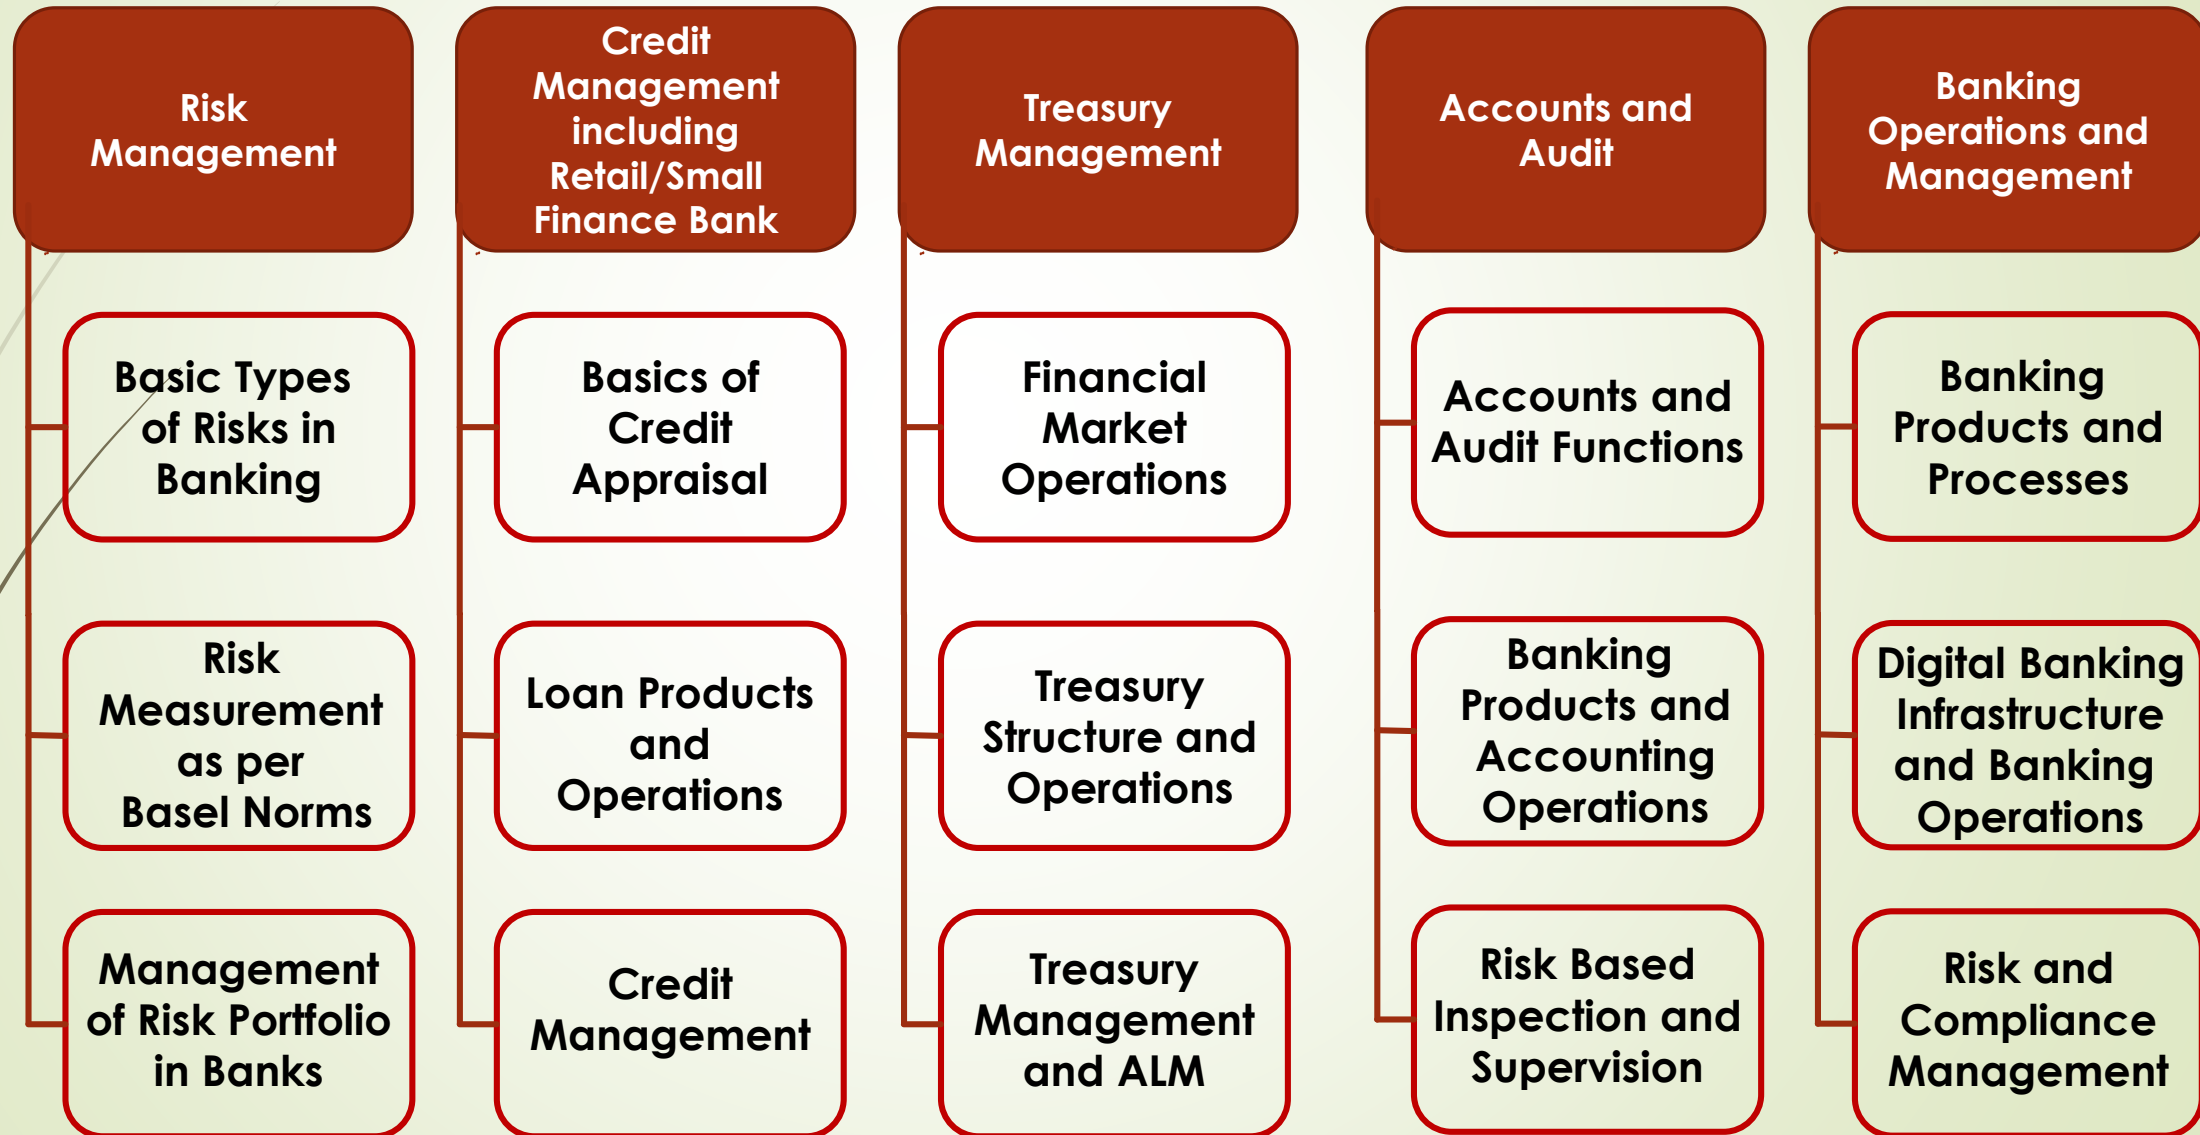 Risk
Management
Basic Types
of Risks in
Banking
Risk
Measurement
as per
Basel Norms
Management
of Risk Portfolio
in Banks
Credit
Management
including
Retail/Small
Finance Bank
Basics of
Credit
Appraisal
Loan Products
and
Operations
Credit
Management
Treasury
Management
Financial
Market
Operations
Treasury
Structure and
Operations
Treasury
Management
and ALM
Accounts and
Audit
Accounts and
Audit Functions
Banking
Products and
Accounting
Operations
Risk Based
Inspection and
Supervision
Banking
Operations and
Management
Banking
Products and
Processes
Digital Banking
Infrastructure
and Banking
Operations
Risk and
Compliance
Management